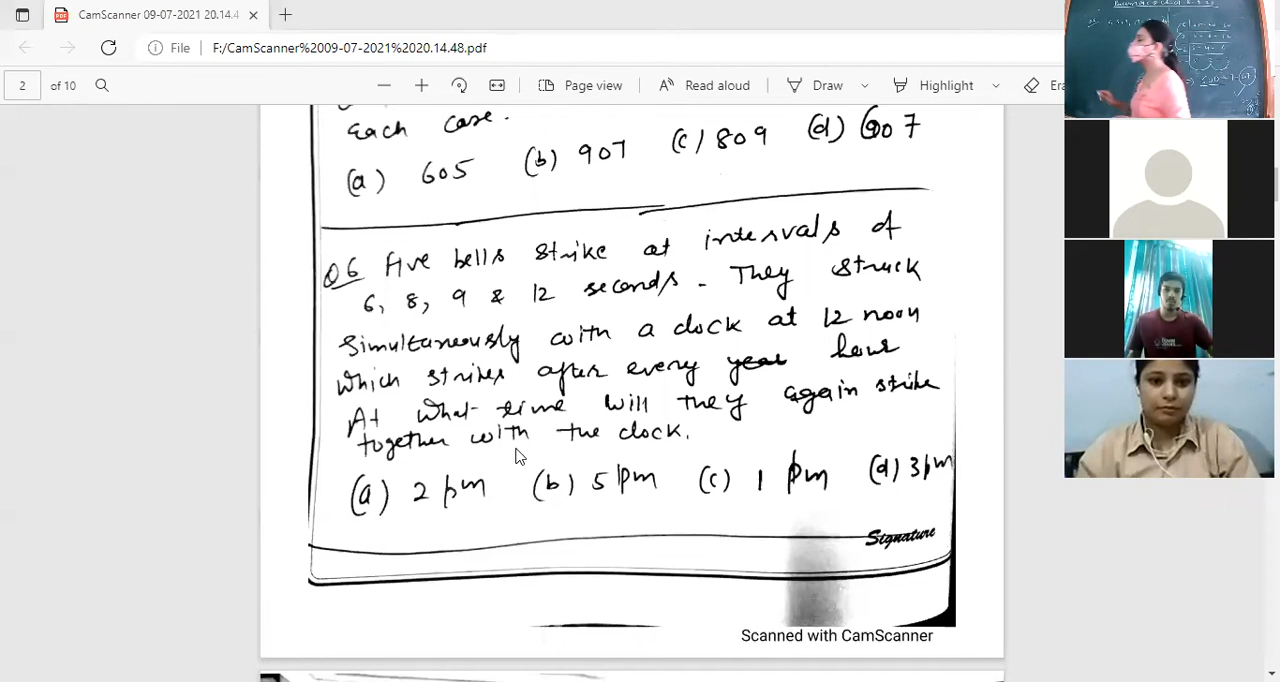 CamScanner 09-07-2021 20.14.4
File
F:/CamScanner%2009-07-2021%2020.14.48.pdf
2 of 10
Page view
Read aloud
Draw
Highlight
Era
Each case.
(a) 605 (b) 907 (c) 809 (d) 607
Q6 Five bells strike at intervals of
6, 8, 9 & 12 seconds. They struck
simultaneously with a clock at 12 noon
which strikes after every year hour
At what time will they again strike
together with the clock.
(a) 2 pm (b) 5 pm (c) 1 pm (d) 3 pm
Signature
Scanned with CamScanner